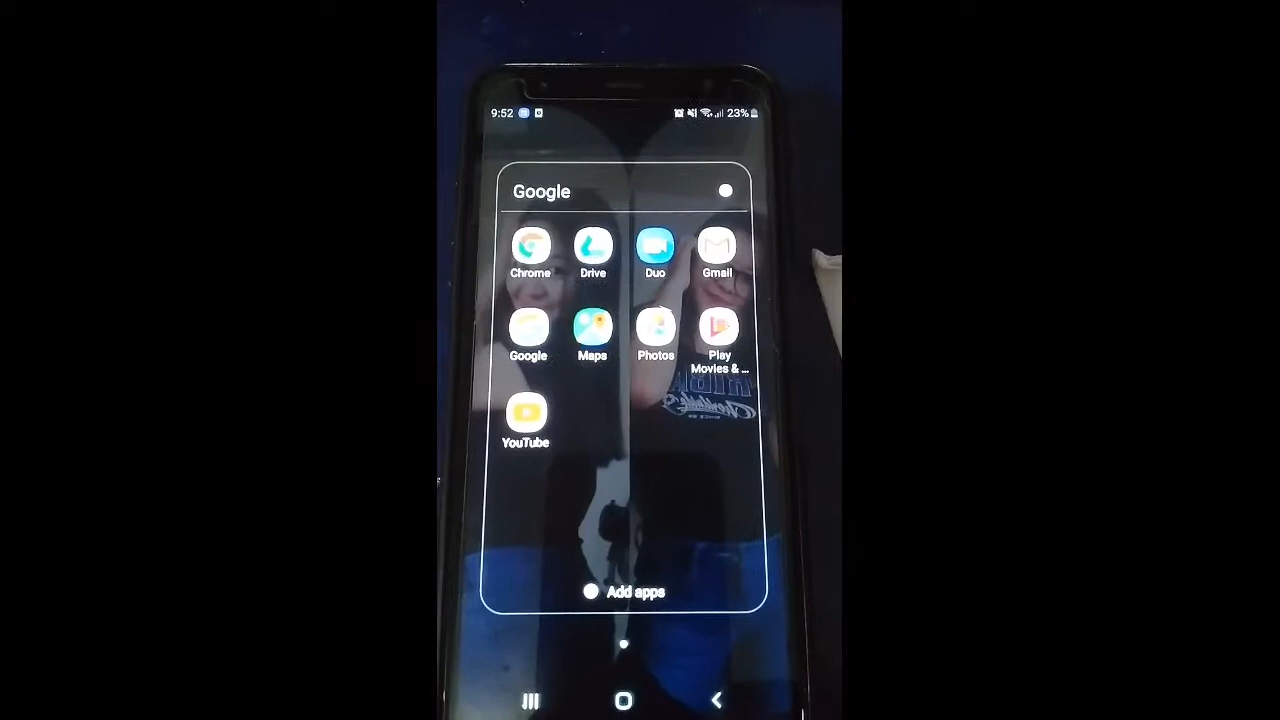 9:52 23%
Google
Chrome Drive Duo Gmail
Google Maps Photos Play
Movies & ...
YouTube
Add apps